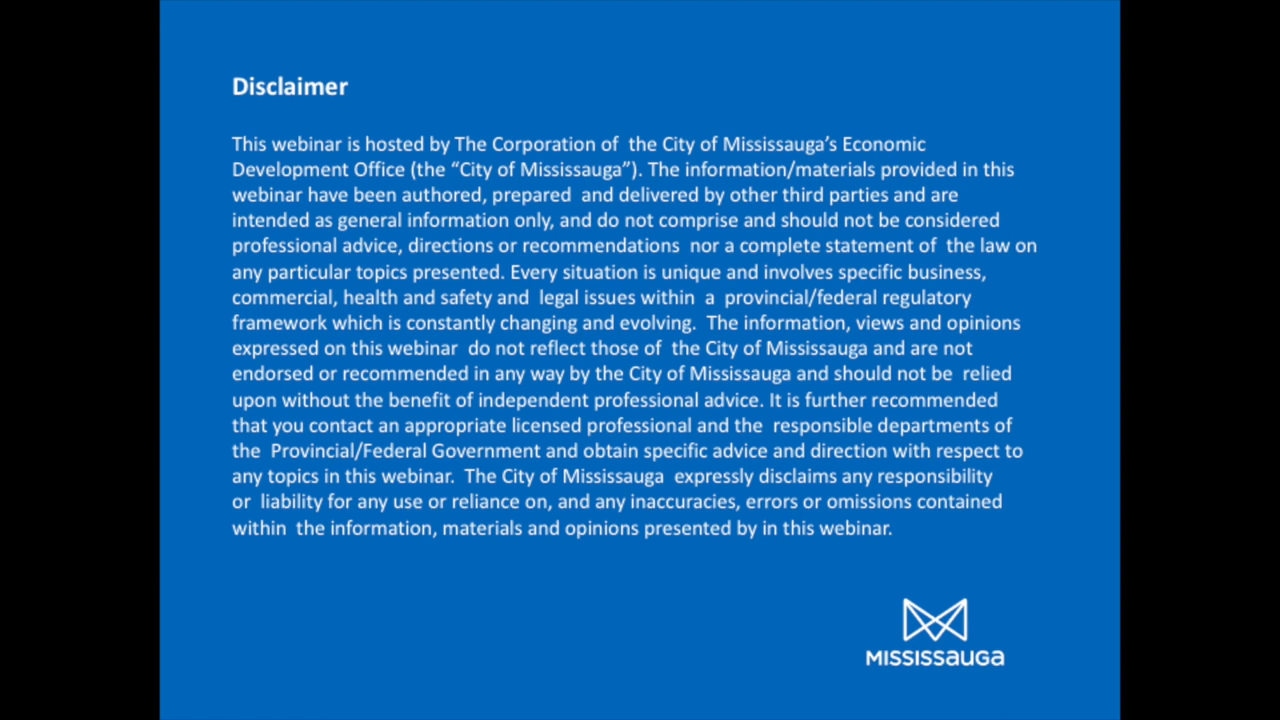 Disclaimer
This webinar is hosted by The Corporation of  the City of Mississauga’s Economic
Development Office (the “City of Mississauga”). The information/materials provided in this
webinar have been authored, prepared  and delivered by other third parties and are
intended as general information only, and do not comprise and should not be considered
professional advice, directions or recommendations  nor a complete statement of  the law on
any particular topics presented. Every situation is unique and involves specific business,
commercial, health and safety and  legal issues within  a  provincial/federal regulatory
framework which is constantly changing and evolving.  The information, views and opinions
expressed on this webinar  do not reflect those of  the City of Mississauga and are not
endorsed or recommended in any way by the City of Mississauga and should not be  relied
upon without the benefit of independent professional advice. It is further recommended
that you contact an appropriate licensed professional and the  responsible departments of
the  Provincial/Federal Government and obtain specific advice and direction with respect to
any topics in this webinar.  The City of Mississauga  expressly disclaims any responsibility
or  liability for any use or reliance on, and any inaccuracies, errors or omissions contained
within  the information, materials and opinions presented by in this webinar.
MISSISSAUGA